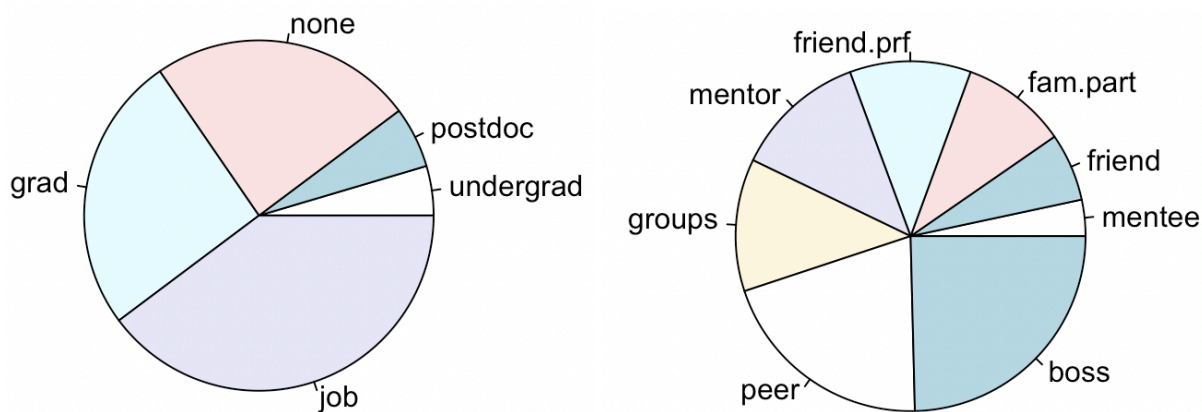 none
postdoc
undergrad
grad
job
friend.prf
fam.part
mentor
friend
groups
mentee
peer
boss